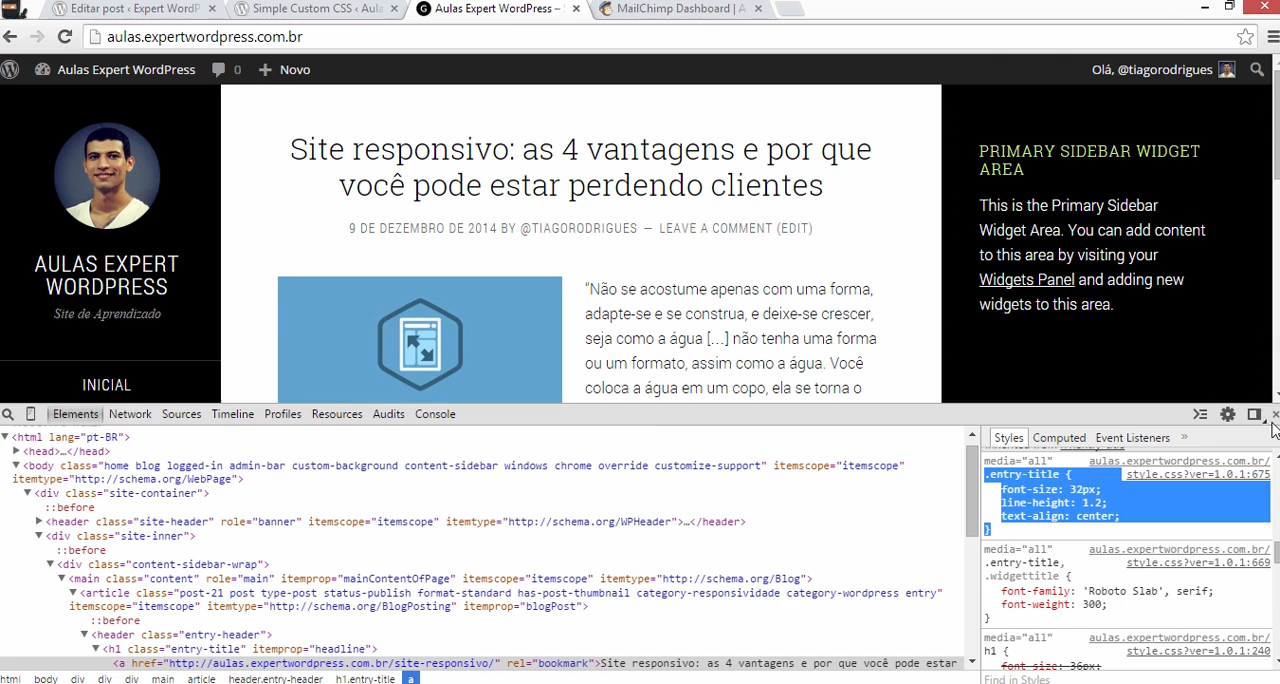 Editar post ‹ Expert WordP
Simple Custom CSS ‹ Aula
Aulas Expert WordPress –
MailChimp Dashboard | A
aulas.expertwordpress.com.br
Aulas Expert WordPress
0
Novo
Olá, @tiagorodrigues
AULAS EXPERT
WORDPRESS
Site de Aprendizado
INICIAL
Site responsivo: as 4 vantagens e por que
você pode estar perdendo clientes
9 DE DEZEMBRO DE 2014 BY @TIAGORODRIGUES — LEAVE A COMMENT (EDIT)
“Não se acostume apenas com uma forma,
adapte-se e se construa, e deixe-se crescer,
seja como a água […] não tenha uma forma
ou um formato, assim como a água. Você
coloca a água em um copo, ela se torna o
PRIMARY SIDEBAR WIDGET
AREA
This is the Primary Sidebar
Widget Area. You can add content
to this area by visiting your
Widgets Panel and adding new
widgets to this area.
Elements Network Sources Timeline Profiles Resources Audits Console
<html lang="pt-BR">
<head>…</head>
<body class="home blog logged-in admin-bar custom-background content-sidebar windows chrome override customize-support" itemscope="itemscope"
itemtype="http://schema.org/WebPage">
<div class="site-container">
::before
<header class="site-header" role="banner" itemscope="itemscope" itemtype="http://schema.org/WPHeader">…</header>
<div class="site-inner">
::before
<div class="content-sidebar-wrap">
<main class="content" role="main" itemprop="mainContentOfPage" itemscope="itemscope" itemtype="http://schema.org/Blog">
<article class="post-21 post type-post status-publish format-standard has-post-thumbnail category-responsividade category-wordpress entry"
itemscope="itemscope" itemtype="http://schema.org/BlogPosting" itemprop="blogPost">
::before
<header class="entry-header">
<h1 class="entry-title" itemprop="headline">
<a href="http://aulas.expertwordpress.com.br/site-responsivo/" rel="bookmark">Site responsivo: as 4 vantagens e por que você pode estar
html body div div main article header.entry-header h1.entry-title a
Styles Computed Event Listeners »
media="all" aulas.expertwordpress.com.br/
.entry-title { style.css?ver=1.0.1:675
font-size: 32px;
line-height: 1.2;
text-align: center;
}
media="all" aulas.expertwordpress.com.br/
.entry-title, style.css?ver=1.0.1:669
.widgettitle {
font-family: 'Roboto Slab', serif;
font-weight: 300;
}
media="all" aulas.expertwordpress.com.br/
h1 { style.css?ver=1.0.1:240
font-size: 36px;
Find in Styles